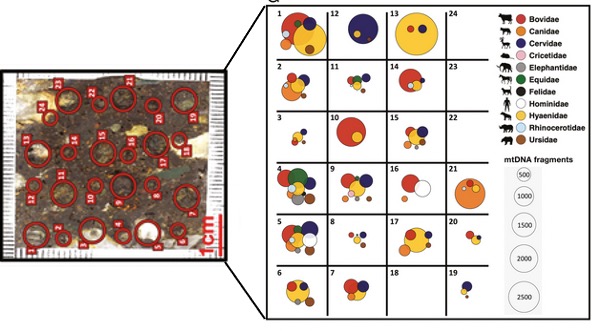 G
1 12 13 24
2 11 14 23
3 10 15 22
4 9 16 21
5 8 17 20
6 7 18 19
Bovidae
Canidae
Cervidae
Cricetidae
Elephantidae
Equidae
Felidae
Hominidae
Hyaenidae
Rhinocerotidae
Ursidae
mtDNA fragments
500
1000
1500
2000
2500
24 23 22 21 20 19
13 14 15 16 17 18
12 11 10 9 8 7
1 2 3 4 5 6
1cm